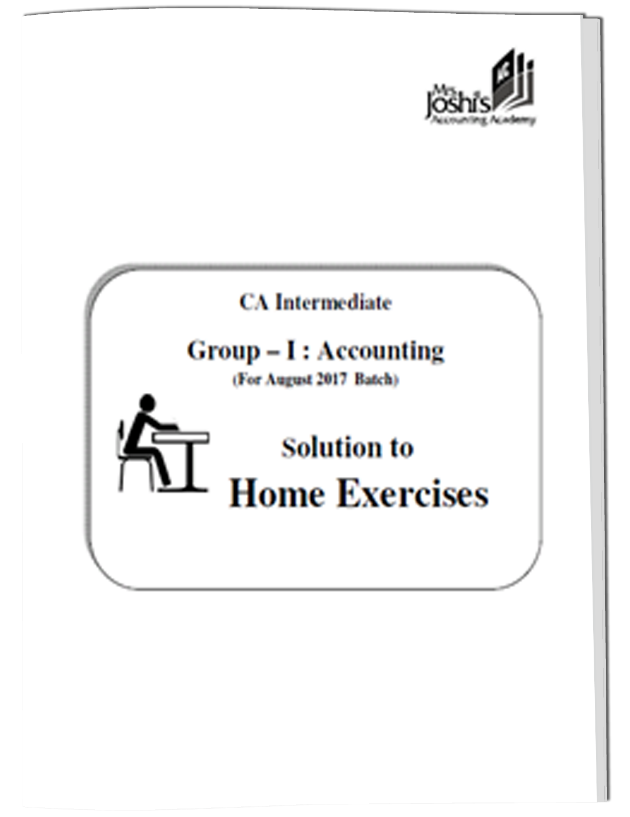 Mrs.
Joshi's
Accounting Academy
CA Intermediate
Group – I : Accounting
(For August 2017 Batch)
Solution to
Home Exercises